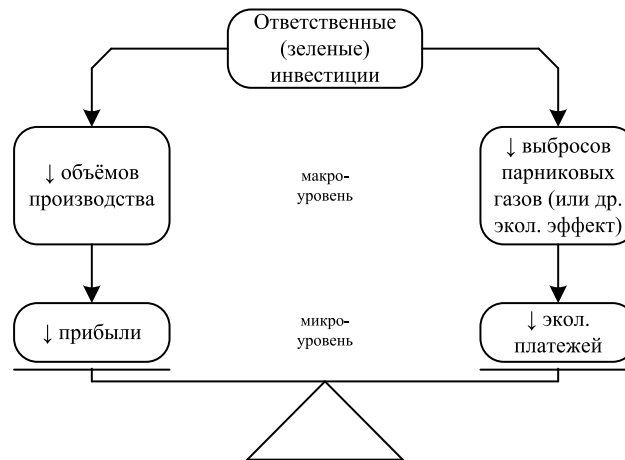 Ответственные
(зеленые)
инвестиции
↓ объёмов
производства
макро-
уровень
↓ выбросов
парниковых
газов (или др.
экол. эффект)
↓ прибыли
микро-
уровень
↓ экол.
платежей